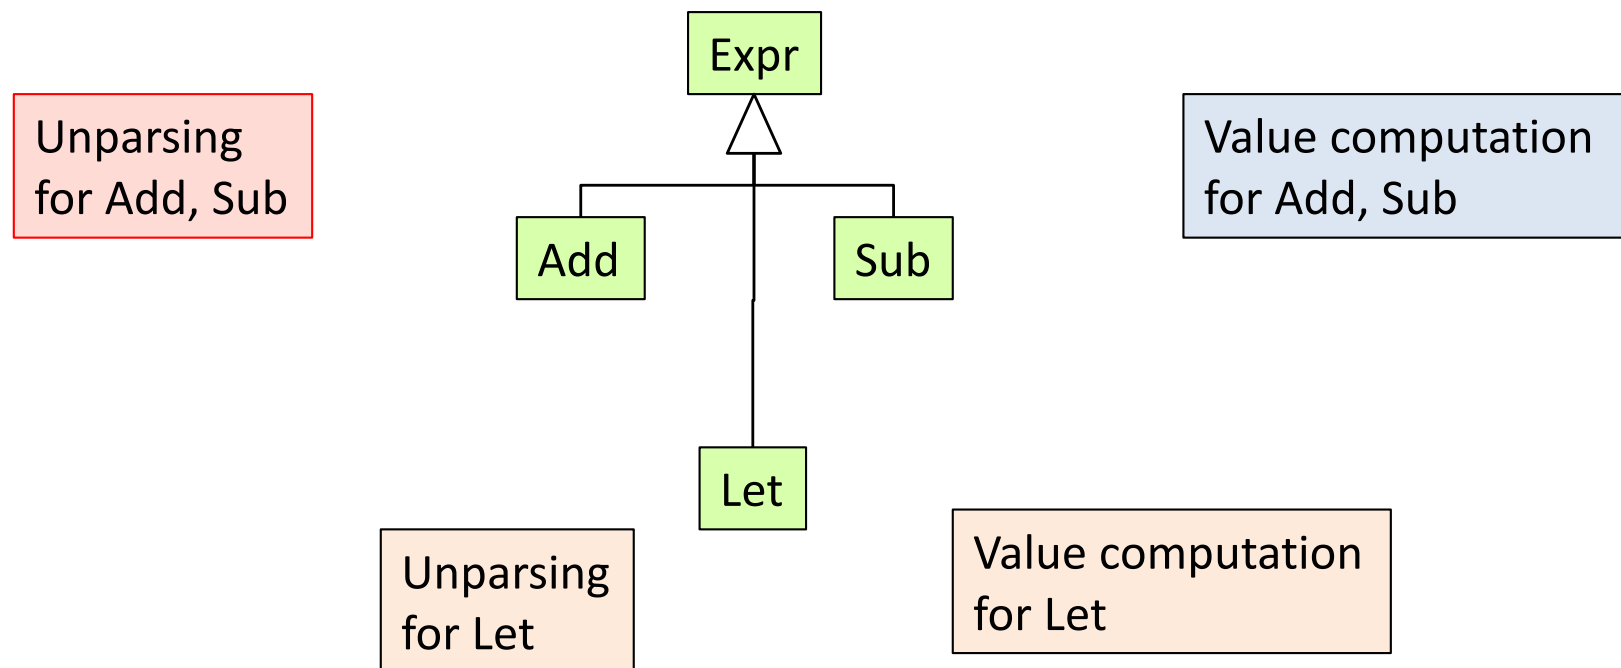 Expr
Unparsing
for Add, Sub
Value computation
for Add, Sub
Add
Sub
Let
Unparsing
for Let
Value computation
for Let